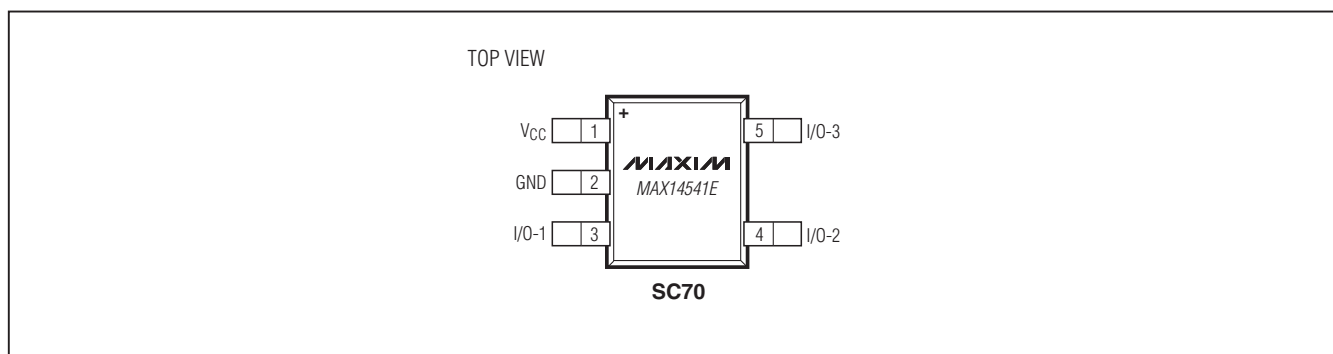 TOP VIEW
+
VCC 1
5 I/O-3
MAXIM
MAX14541E
GND 2
I/O-1 3
4 I/O-2
SC70